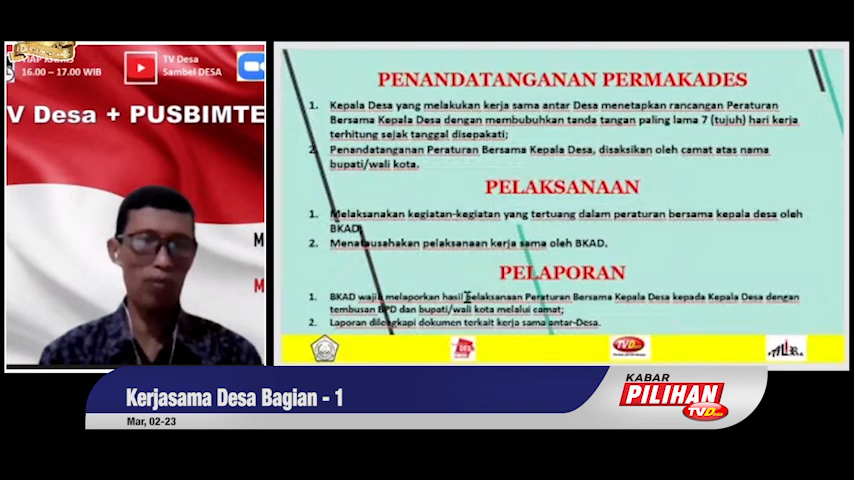 16.00 - 17.00 WIB
TV Desa
Sambel DESA
V Desa + PUSBIMTE
M
M
PENANDATANGANAN PERMAKADES
1. Kepala Desa yang melakukan kerja sama antar Desa menetapkan rancangan Peraturan
Bersama Kepala Desa dengan membubuhkan tanda tangan paling lama 7 (tujuh) hari kerja
terhitung sejak tanggal disepakati;
2. Penandatanganan Peraturan Bersama Kepala Desa, disaksikan oleh camat atas nama
bupati/wali kota.
PELAKSANAAN
1. Melaksanakan kegiatan-kegiatan yang tertuang dalam peraturan bersama kepala desa oleh
BKAD.
2. Menatausahakan pelaksanaan kerja sama oleh BKAD.
PELAPORAN
1. BKAD wajib melaporkan hasil pelaksanaan Peraturan Bersama Kepala Desa kepada Kepala Desa dengan
tembusan BPD dan bupati/wali kota melalui camat;
2. Laporan dilengkapi dokumen terkait kerja sama antar-Desa.
TVD
Kerjasama Desa Bagian - 1
Mar, 02-23
KABAR
PILIHAN
TVDesa